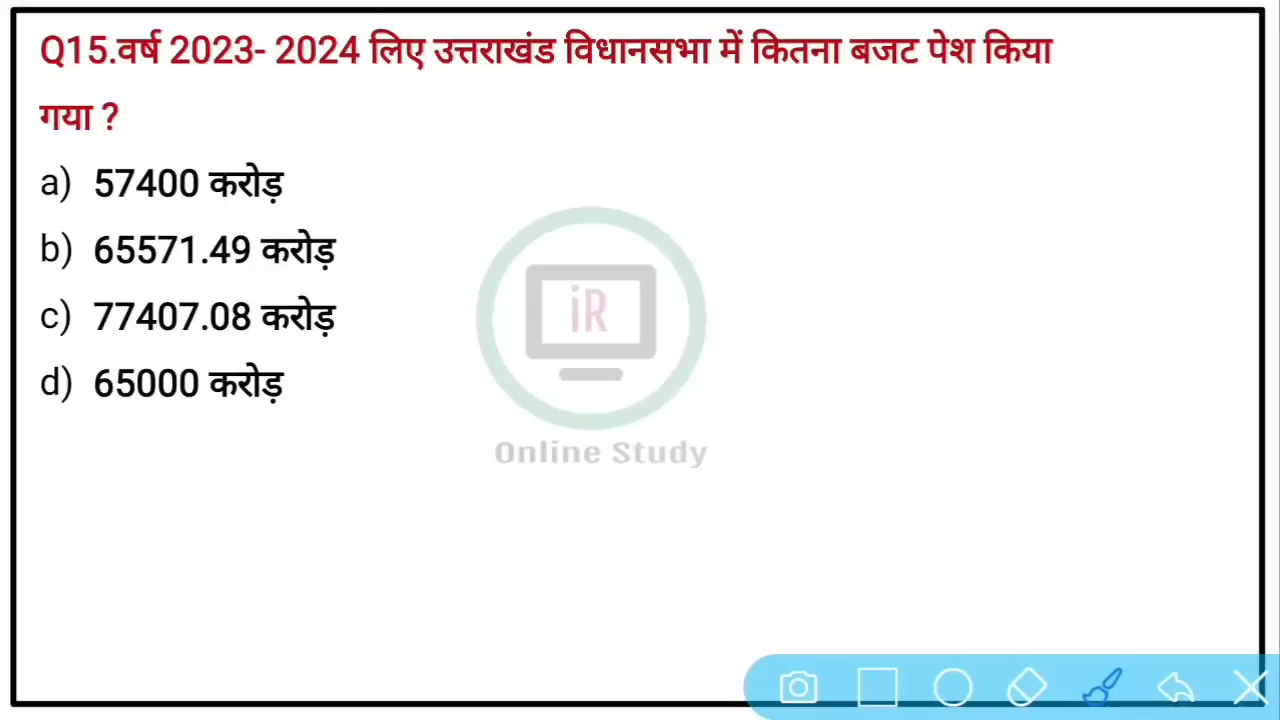 Q15.वर्ष 2023- 2024 लिए उत्तराखंड विधानसभा में कितना बजट पेश किया
गया ?
a) 57400 करोड़
b) 65571.49 करोड़
c) 77407.08 करोड़
d) 65000 करोड़
iR
Online Study